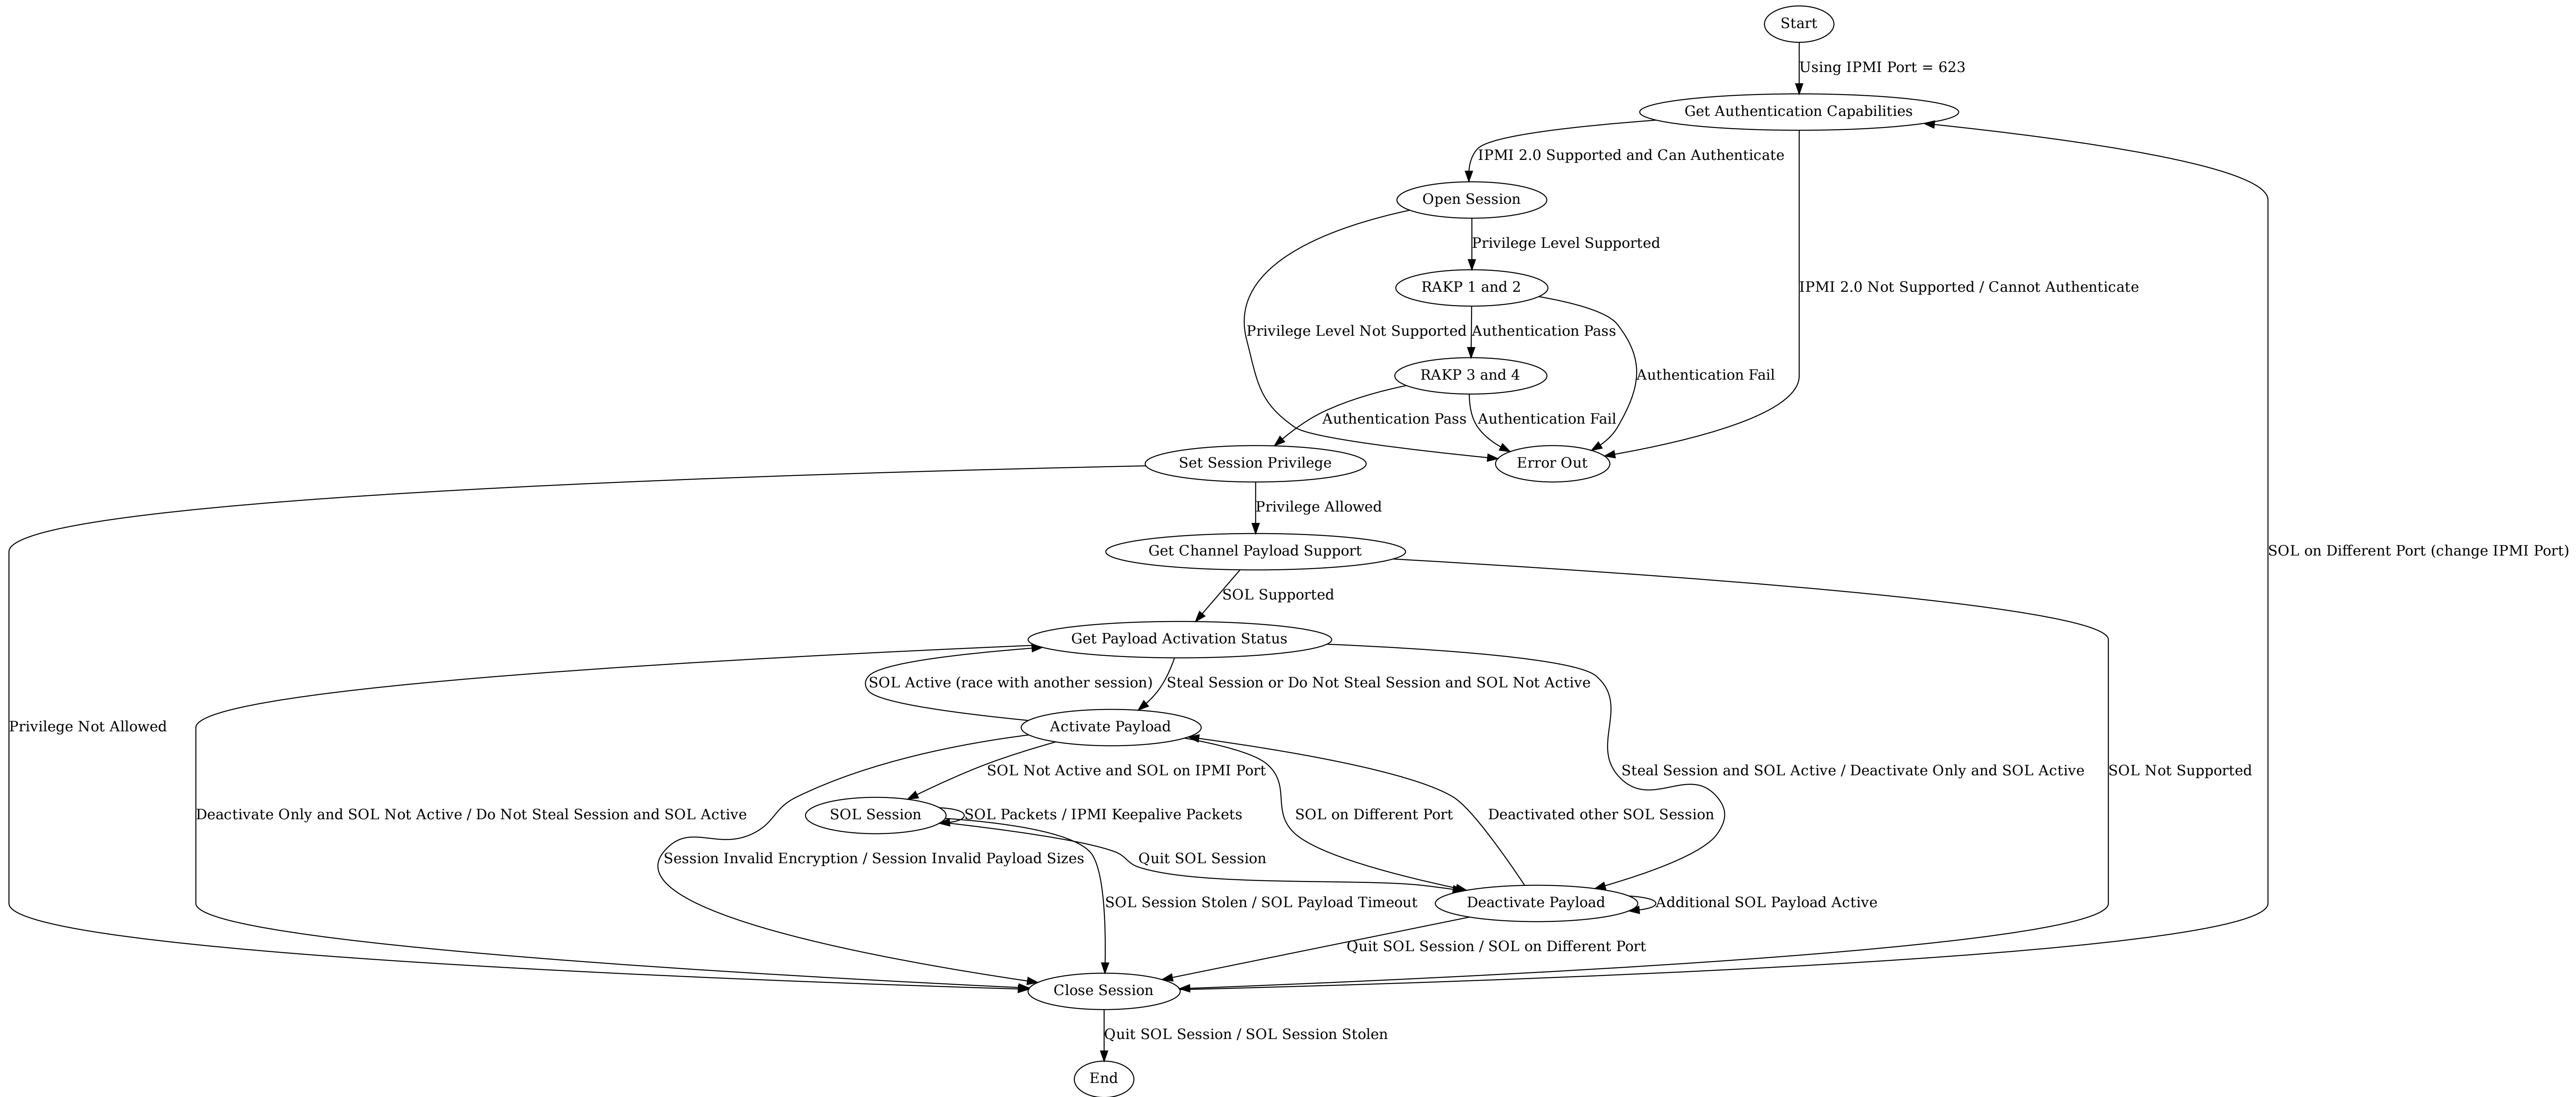 Start
Using IPMI Port = 623
Get Authentication Capabilities
IPMI 2.0 Supported and Can Authenticate
Open Session
Privilege Level Supported
RAKP 1 and 2
IPMI 2.0 Not Supported / Cannot Authenticate
Privilege Level Not Supported
Authentication Pass
RAKP 3 and 4
Authentication Fail
Authentication Pass
Authentication Fail
Set Session Privilege
Error Out
Privilege Allowed
Get Channel Payload Support
SOL on Different Port (change IPMI Port)
SOL Supported
Get Payload Activation Status
SOL Active (race with another session)
Steal Session or Do Not Steal Session and SOL Not Active
Privilege Not Allowed
Activate Payload
SOL Not Active and SOL on IPMI Port
Steal Session and SOL Active / Deactivate Only and SOL Active
SOL Not Supported
Deactivate Only and SOL Not Active / Do Not Steal Session and SOL Active
SOL Session
SOL Packets / IPMI Keepalive Packets
SOL on Different Port
Deactivated other SOL Session
Session Invalid Encryption / Session Invalid Payload Sizes
Quit SOL Session
SOL Session Stolen / SOL Payload Timeout
Deactivate Payload
Additional SOL Payload Active
Quit SOL Session / SOL on Different Port
Close Session
Quit SOL Session / SOL Session Stolen
End